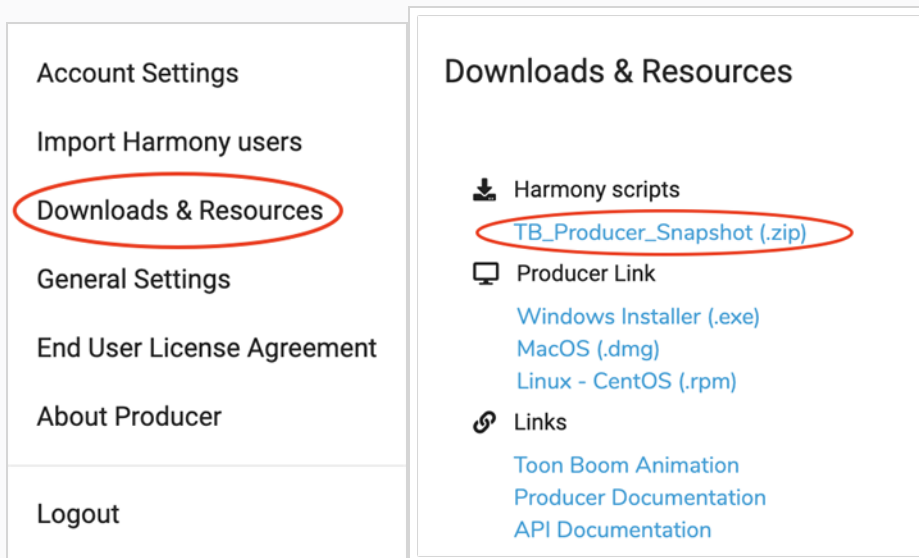 Account Settings
Import Harmony users
Downloads & Resources
General Settings
End User License Agreement
About Producer
Logout
Downloads & Resources
Harmony scripts
TB_Producer_Snapshot (.zip)
Producer Link
Windows Installer (.exe)
MacOS (.dmg)
Linux - CentOS (.rpm)
Links
Toon Boom Animation
Producer Documentation
API Documentation